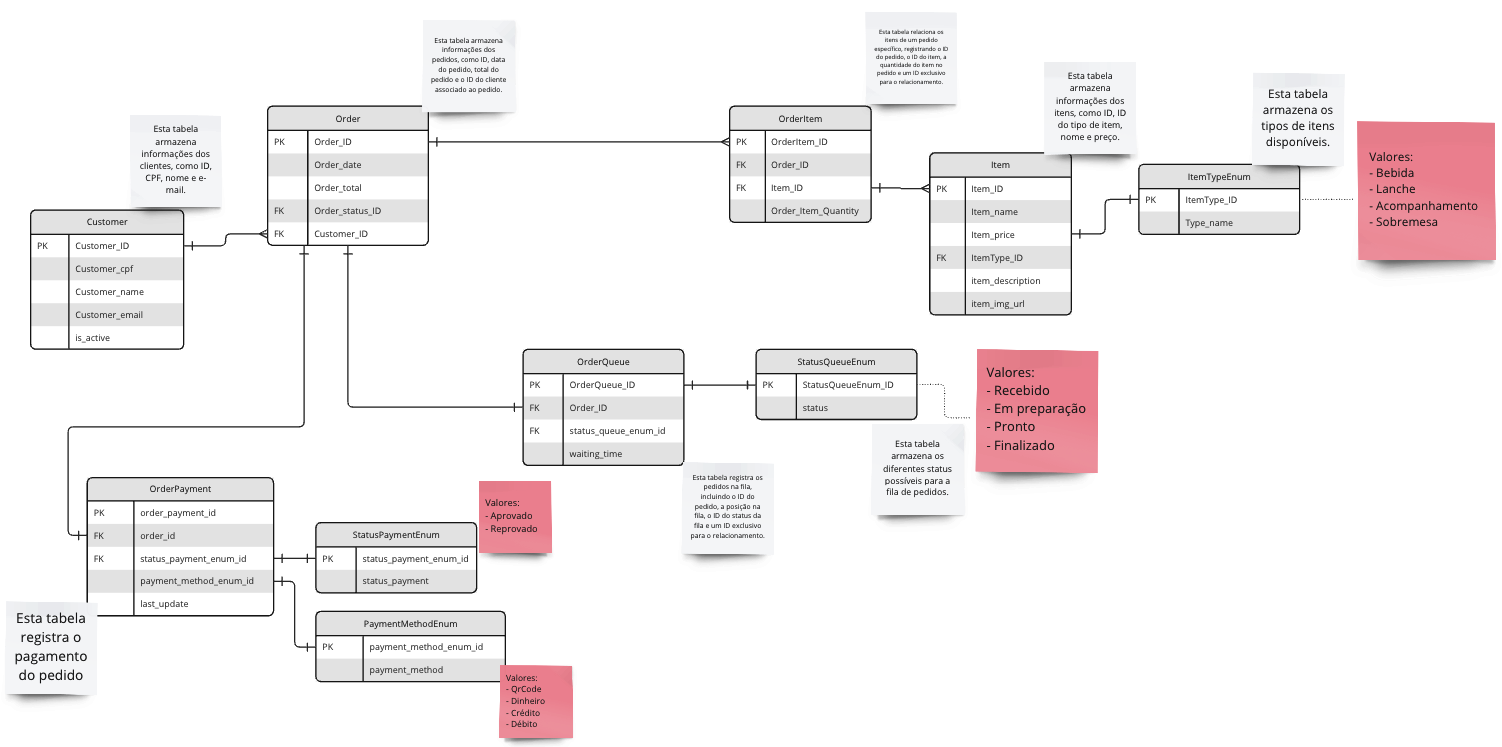 Esta tabela armazena
informações dos
pedidos, como ID, data
do pedido, total do
pedido e o ID do cliente
associado ao pedido.
Esta tabela relaciona os
itens de um pedido
específico, registrando o ID
do pedido, o ID do item, a
quantidade do item no
pedido e um ID exclusivo
para o relacionamento.
Esta tabela
armazena
informações dos
itens, como ID, ID
do tipo de item,
nome e preço.
Esta tabela
armazena os
tipos de itens
disponíveis.
Esta tabela
armazena
informações dos
clientes, como ID,
CPF, nome e e-
mail.
Order
PK Order_ID
Order_date
Order_total
FK Order_status_ID
FK Customer_ID
OrderItem
PK OrderItem_ID
FK Order_ID
FK Item_ID
Order_Item_Quantity
Item
PK Item_ID
Item_name
Item_price
FK ItemType_ID
item_description
item_img_url
ItemTypeEnum
PK ItemType_ID
Type_name
Valores:
- Bebida
- Lanche
- Acompanhamento
- Sobremesa
Customer
PK Customer_ID
Customer_cpf
Customer_name
Customer_email
is_active
OrderQueue
PK OrderQueue_ID
FK Order_ID
FK status_queue_enum_id
waiting_time
StatusQueueEnum
PK StatusQueueEnum_ID
status
Valores:
- Recebido
- Em preparação
- Pronto
- Finalizado
Esta tabela
armazena os
diferentes status
possíveis para a
fila de pedidos.
Esta tabela registra os
pedidos na fila,
incluindo o ID do
pedido, a posição na
fila, o ID do status da
fila e um ID exclusivo
para o relacionamento.
OrderPayment
PK order_payment_id
FK order_id
FK status_payment_enum_id
payment_method_enum_id
last_update
Valores:
- Aprovado
- Reprovado
StatusPaymentEnum
PK status_payment_enum_id
status_payment
PaymentMethodEnum
PK payment_method_enum_id
payment_method
Esta tabela
registra o
pagamento
do pedido
Valores:
- QrCode
- Dinheiro
- Crédito
- Débito